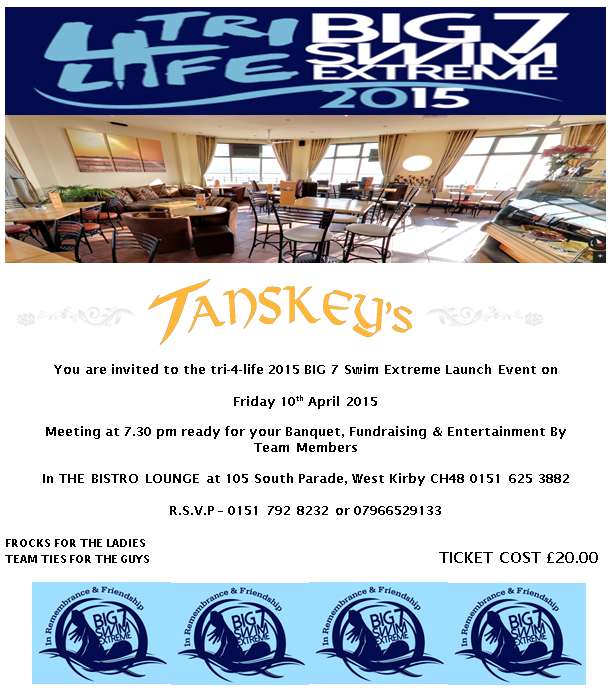 4 TRI LIFE
BIG 7
SWIM
EXTREME
2015
TANSKEY's
You are invited to the tri-4-life 2015 BIG 7 Swim Extreme Launch Event on
Friday 10th April 2015
Meeting at 7.30 pm ready for your Banquet, Fundraising & Entertainment By
Team Members
In THE BISTRO LOUNGE at 105 South Parade, West Kirby CH48 0151 625 3882
R.S.V.P – 0151 792 8232 or 07966529133
FROCKS FOR THE LADIES
TEAM TIES FOR THE GUYS
TICKET COST £20.00
In Remembrance & Friendship
BIG 7
SWIM
EXTREME
In Remembrance & Friendship
BIG 7
SWIM
EXTREME
In Remembrance & Friendship
BIG 7
SWIM
EXTREME
In Remembrance & Friendship
BIG 7
SWIM
EXTREME